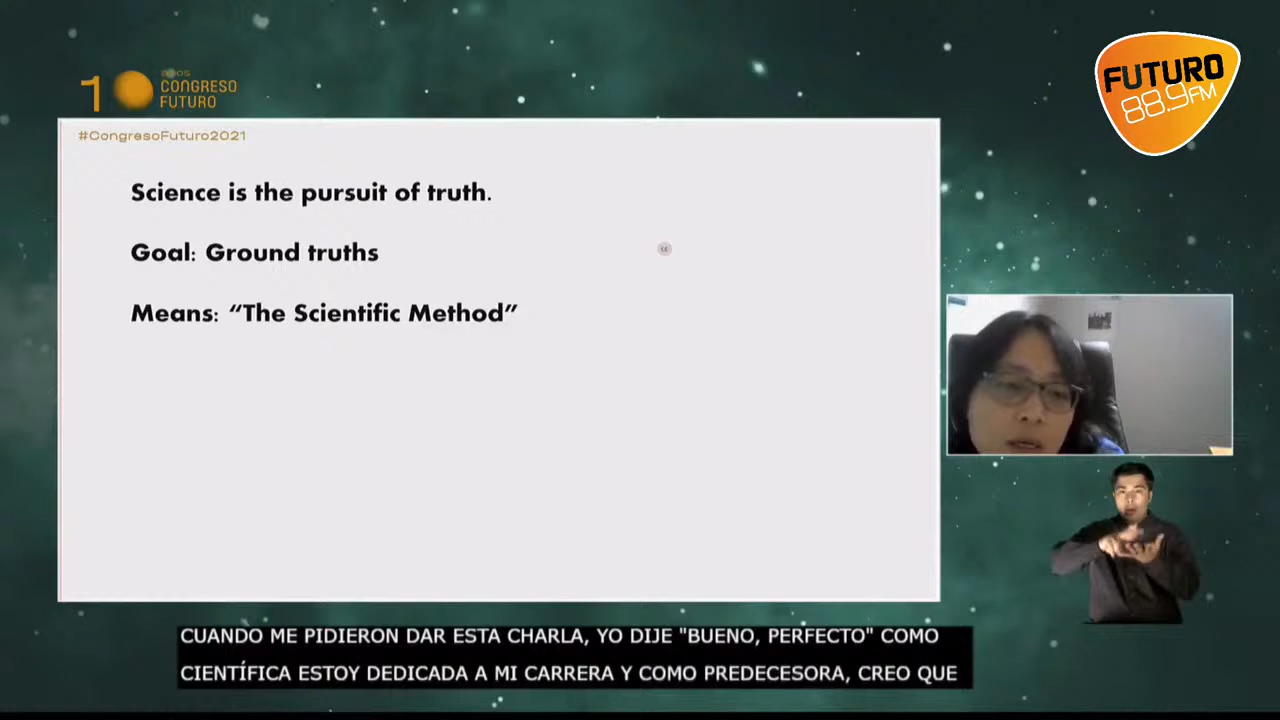 10 años
CONGRESO
FUTURO
FUTURO
88.9FM
#CongresoFuturo2021
Science is the pursuit of truth.
Goal: Ground truths
Means: “The Scientific Method”
CUANDO ME PIDIERON DAR ESTA CHARLA, YO DIJE "BUENO, PERFECTO" COMO
CIENTÍFICA ESTOY DEDICADA A MI CARRERA Y COMO PREDECESORA, CREO QUE